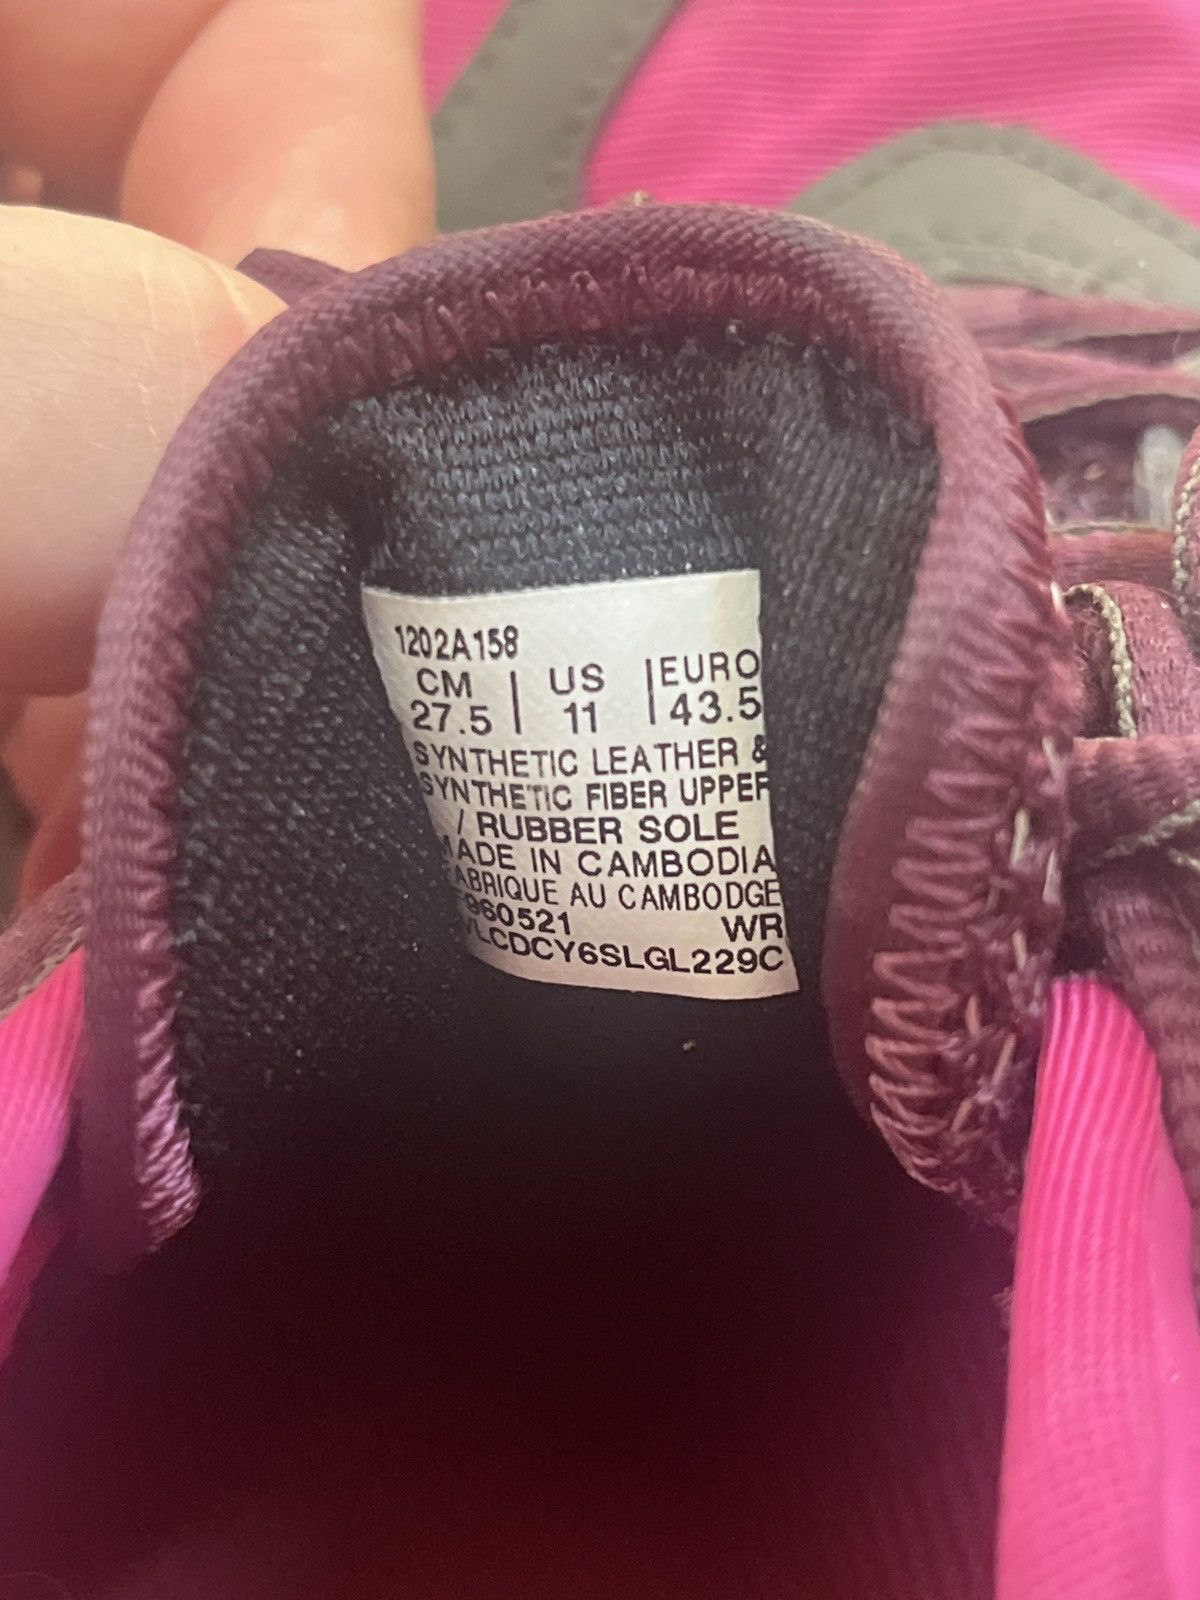 1202A158
CM | US | EURO
27.5 | 11 | 43.5
SYNTHETIC LEATHER &
SYNTHETIC FIBER UPPER
/ RUBBER SOLE
MADE IN CAMBODIA
FABRIQUE AU CAMBODGE
960521 WR
LCDCY6SLGL229C